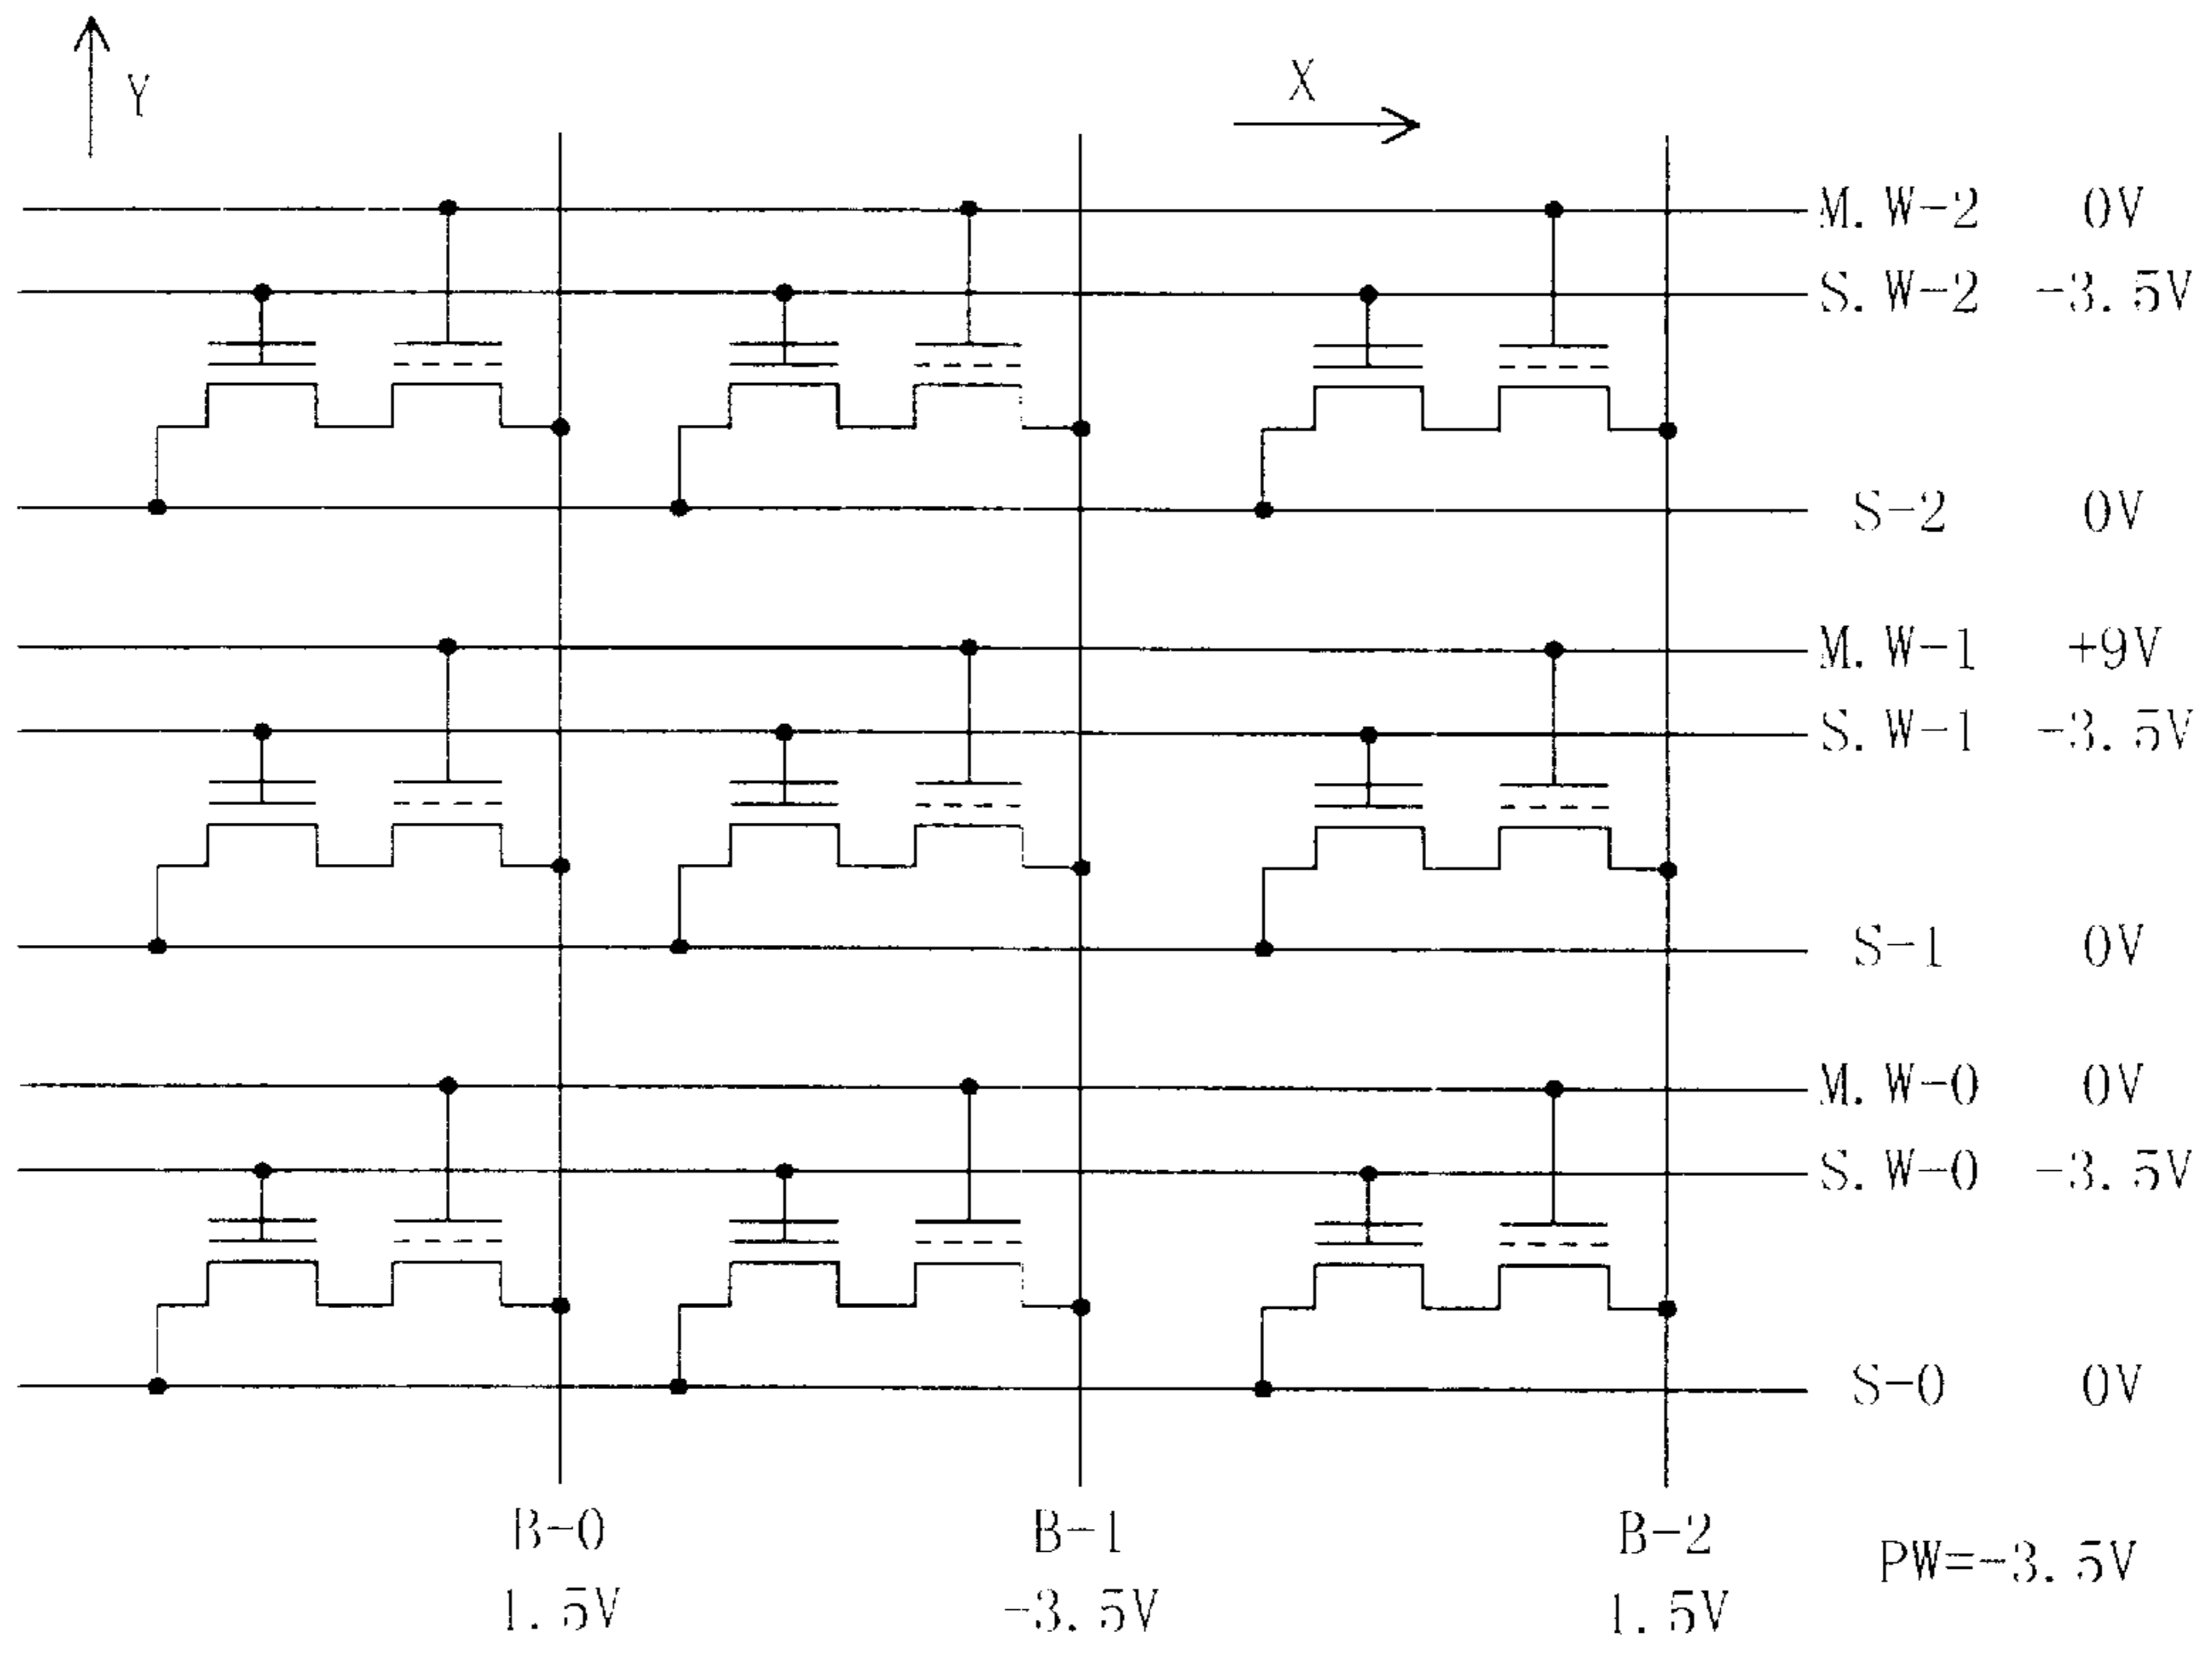 Y
X
M. W-2 0V
S. W-2 -3. 5V
S-2 0V
M. W-1 +9V
S. W-1 -3. 5V
S-1 0V
M. W-0 0V
S. W-0 -3. 5V
S-0 0V
B-0 B-1 B-2
PW=-3. 5V
1. 5V -3. 5V 1. 5V